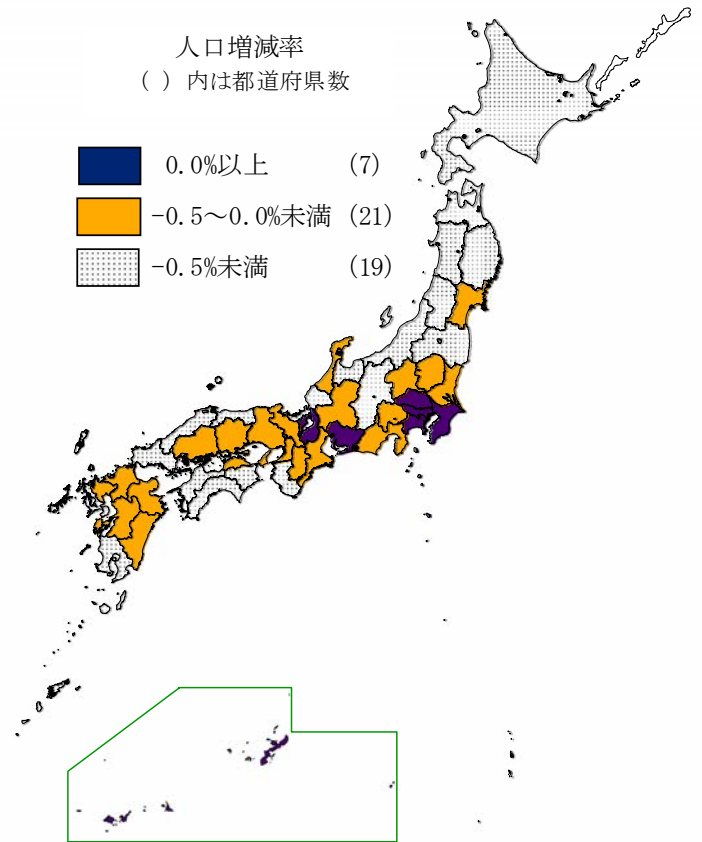 人口増減率
( ) 内は都道府県数
0.0%以上 (7)
-0.5～0.0%未満 (21)
-0.5%未満 (19)